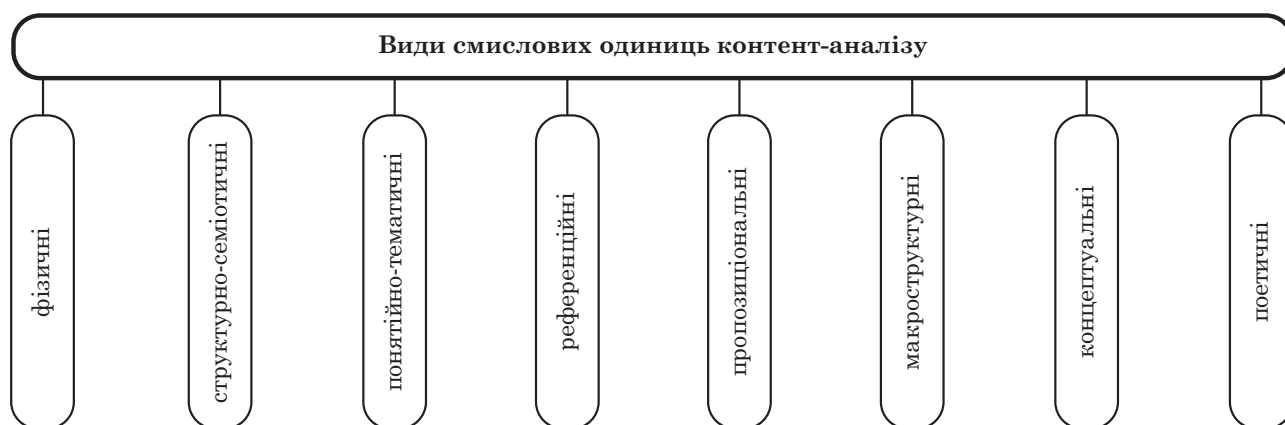 Види смислових одиниць контент-аналізу
фізичні
структурно-семіотичні
понятійно-тематичні
референційні
пропозиціональні
макроструктурні
концептуальні
поетичні